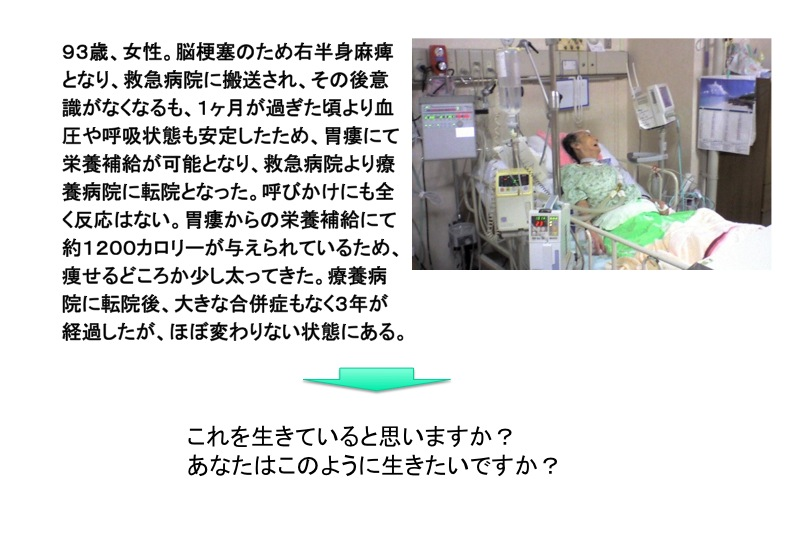 ９３歳、女性。脳梗塞のため右半身麻痺
となり、救急病院に搬送され、その後意
識がなくなるも、1ヶ月が過ぎた頃より血
圧や呼吸状態も安定したため、胃瘻にて
栄養補給が可能となり、救急病院より療
養病院に転院となった。呼びかけにも全
く反応はない。胃瘻からの栄養補給にて
約１２００カロリーが与えられているため、
痩せるどころか少し太ってきた。療養病
院に転院後、大きな合併症もなく３年が
経過したが、ほぼ変わりない状態にある。
これを生きていると思いますか？
あなたはこのように生きたいですか？